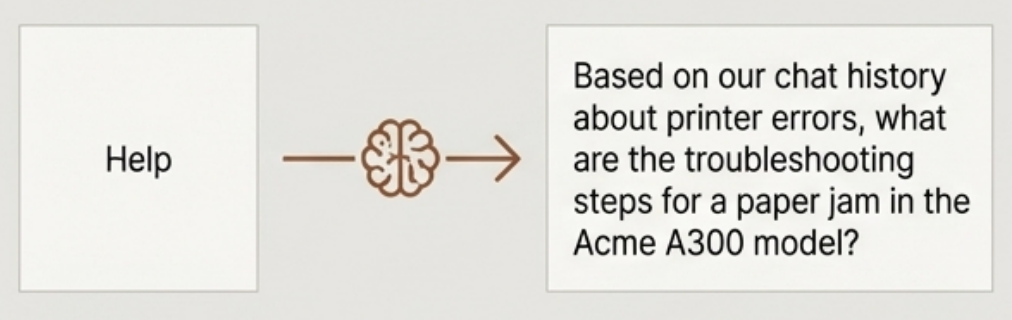 Help
Based on our chat history
about printer errors, what
are the troubleshooting
steps for a paper jam in the
Acme A300 model?